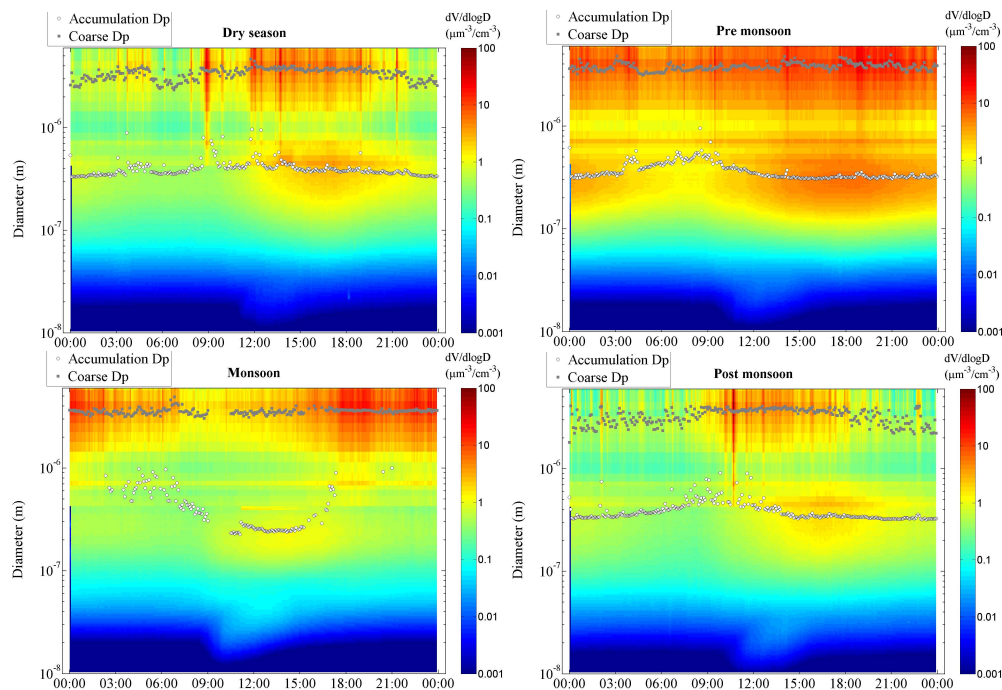 Accumulation Dp
Coarse Dp
Dry season
dV/dlogD
(μm⁻³/cm³)
100
10
1
0.1
0.01
0.001
Diameter (m)
10⁻⁶
10⁻⁷
10⁻⁸
00:00 03:00 06:00 09:00 12:00 15:00 18:00 21:00 00:00
Accumulation Dp
Coarse Dp
Pre monsoon
dV/dlogD
(μm⁻³/cm³)
100
10
1
0.1
0.01
0.001
Diameter (m)
10⁻⁶
10⁻⁷
10⁻⁸
00:00 03:00 06:00 09:00 12:00 15:00 18:00 21:00 00:00
Accumulation Dp
Coarse Dp
Monsoon
dV/dlogD
(μm⁻³/cm³)
100
10
1
0.1
0.01
0.001
Diameter (m)
10⁻⁶
10⁻⁷
10⁻⁸
00:00 03:00 06:00 09:00 12:00 15:00 18:00 21:00 00:00
Accumulation Dp
Coarse Dp
Post monsoon
dV/dlogD
(μm⁻³/cm³)
100
10
1
0.1
0.01
0.001
Diameter (m)
10⁻⁶
10⁻⁷
10⁻⁸
00:00 03:00 06:00 09:00 12:00 15:00 18:00 21:00 00:00